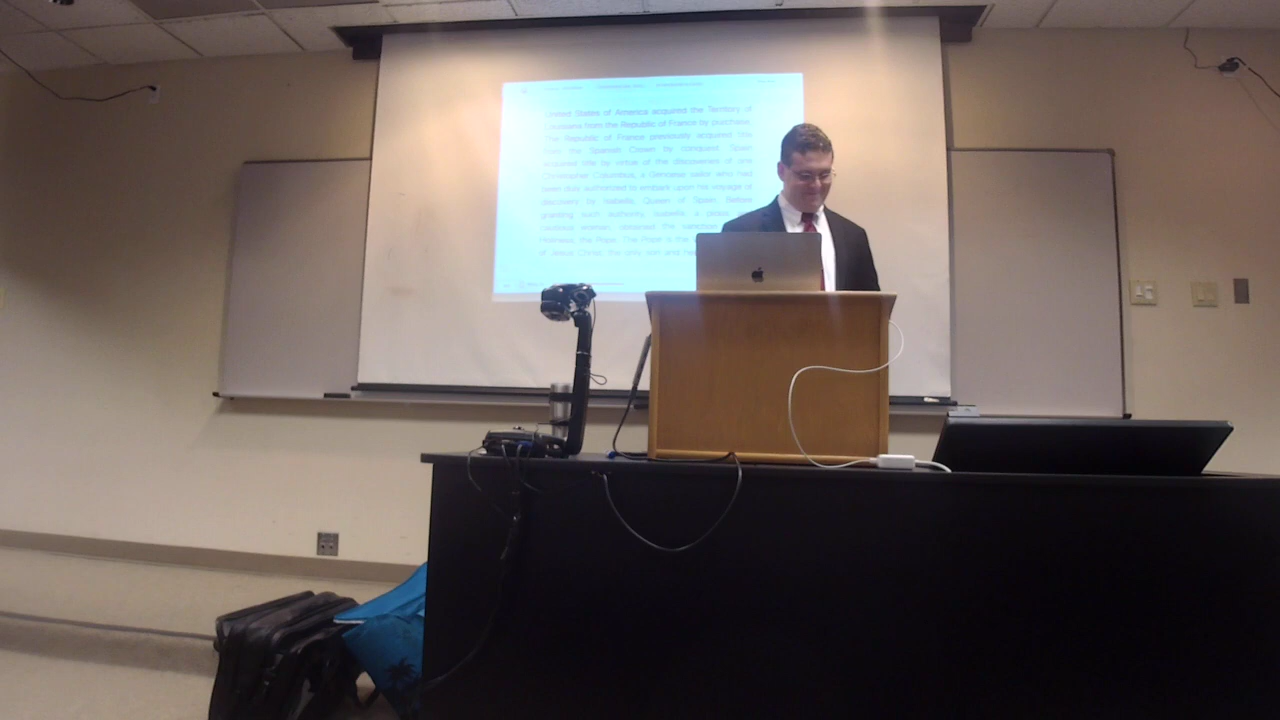 United States of America acquired the Territory of
Louisiana from the Republic of France by purchase.
The Republic of France previously acquired title
from the Spanish Crown by conquest. Spain
acquired title by virtue of the discoveries of one
Christopher Columbus, a Genoese sailor who had
been duly authorized to embark upon his voyage of
discovery by Isabella, Queen of Spain. Before
granting such authority, Isabella, a pious
women, obtained the sanction
Holiness, the Pope. The Pope is the
of Jesus Christ, the only son and